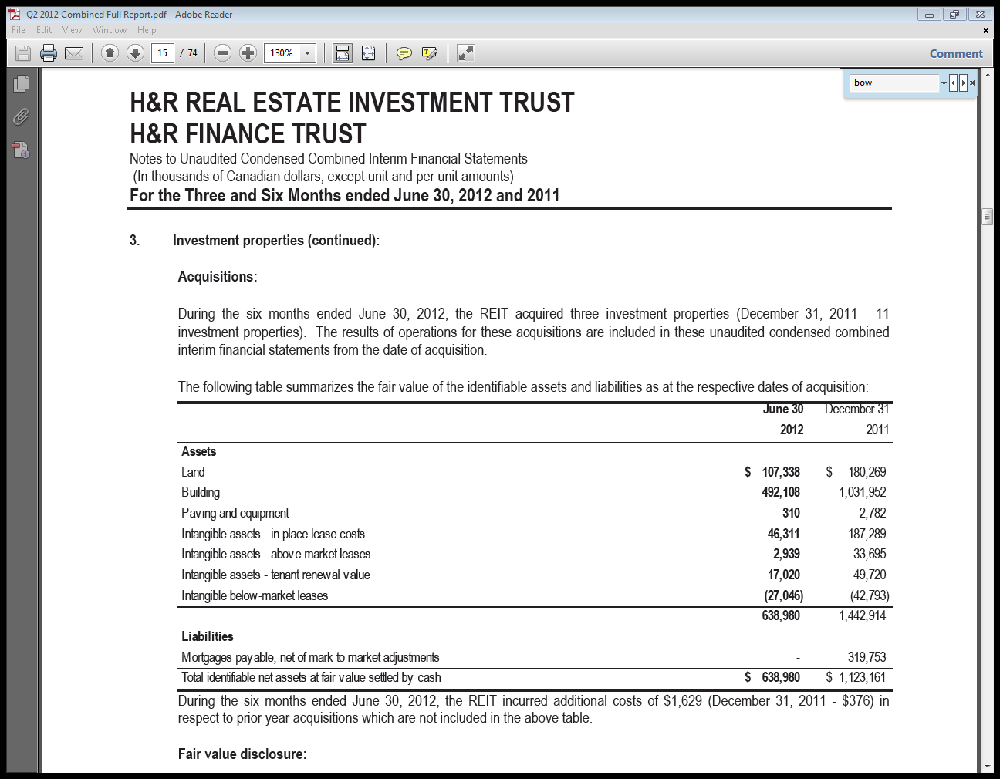 Q2 2012 Combined Full Report.pdf - Adobe Reader
File Edit View Window Help
15 / 74 130% Comment
bow
H&R REAL ESTATE INVESTMENT TRUST
H&R FINANCE TRUST
Notes to Unaudited Condensed Combined Interim Financial Statements
(In thousands of Canadian dollars, except unit and per unit amounts)
For the Three and Six Months ended June 30, 2012 and 2011
3. Investment properties (continued):
Acquisitions:
During the six months ended June 30, 2012, the REIT acquired three investment properties (December 31, 2011 - 11
investment properties). The results of operations for these acquisitions are included in these unaudited condensed combined
interim financial statements from the date of acquisition.
The following table summarizes the fair value of the identifiable assets and liabilities as at the respective dates of acquisition:
June 30 December 31
2012 2011
Assets
Land $ 107,338 $ 180,269
Building 492,108 1,031,952
Paving and equipment 310 2,782
Intangible assets - in-place lease costs 46,311 187,289
Intangible assets - above-market leases 2,939 33,695
Intangible assets - tenant renewal value 17,020 49,720
Intangible below-market leases (27,046) (42,793)
638,980 1,442,914
Liabilities
Mortgages payable, net of mark to market adjustments - 319,753
Total identifiable net assets at fair value settled by cash $ 638,980 $ 1,123,161
During the six months ended June 30, 2012, the REIT incurred additional costs of $1,629 (December 31, 2011 - $376) in
respect to prior year acquisitions which are not included in the above table.
Fair value disclosure: